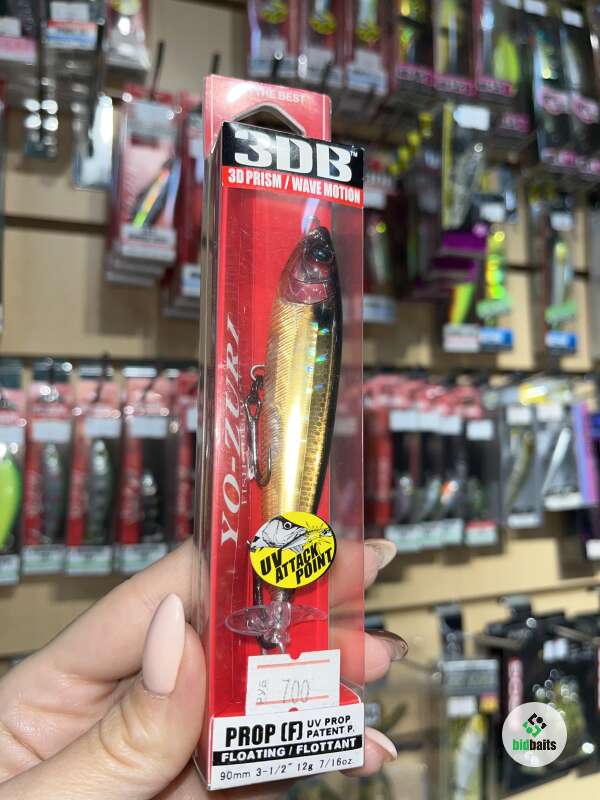 THE BEST
3DB™
3D PRISM / WAVE MOTION
YO-ZURI
UV
ATTACK
POINT
РУБ 700
PROP (F) UV PROP
PATENT P.
FLOATING / FLOTTANT
90mm 3-1/2" 12g 7/16oz.
bidbaits